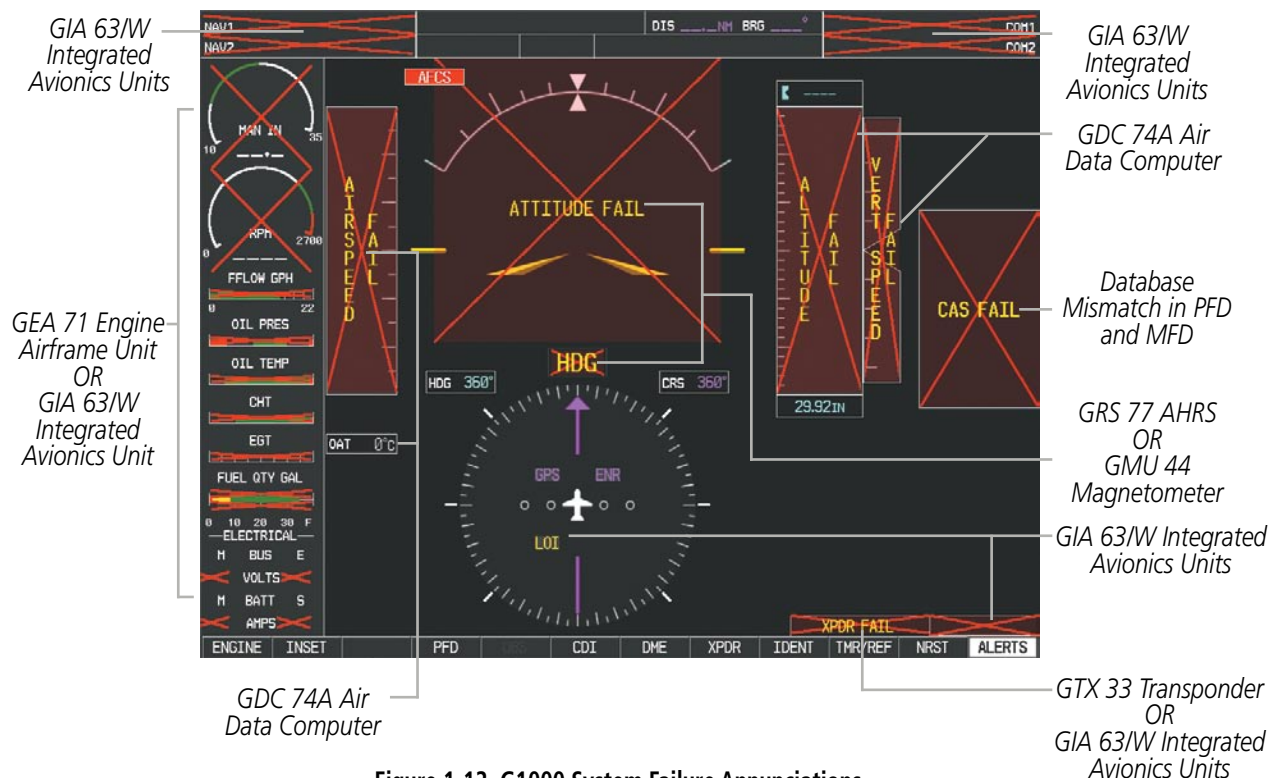 GIA 63/W
Integrated
Avionics Units
NAV1
NAV2
DIS __._NM BRG ___°
COM1
COM2
GIA 63/W
Integrated
Avionics Units
GDC 74A Air
Data Computer
AFCS
MAN IN
10
35
__._
RPM
0
2700
____
FFLOW GPH
0
22
OIL PRES
OIL TEMP
CHT
EGT
FUEL QTY GAL
0 10 20 30 F
ELECTRICAL
M BUS E
VOLTS
M BATT S
AMPS
GEA 71 Engine
Airframe Unit
OR
GIA 63/W
Integrated
Avionics Unit
AIRSPEED
FAIL
ATTITUDE FAIL
----
ALTITUDE
FAIL
VERT SPEED
FAIL
CAS FAIL
Database
Mismatch in PFD
and MFD
HDG
HDG 360°
CRS 360°
29.92IN
OAT 0°C
GPS ENR
LOI
GRS 77 AHRS
OR
GMU 44
Magnetometer
GIA 63/W Integrated
Avionics Units
XPDR FAIL
ENGINE INSET PFD OBS CDI DME XPDR IDENT TMR/REF NRST ALERTS
GDC 74A Air
Data Computer
GTX 33 Transponder
OR
GIA 63/W Integrated
Avionics Units
Figure 1-12 G1000 System Failure Annunciations